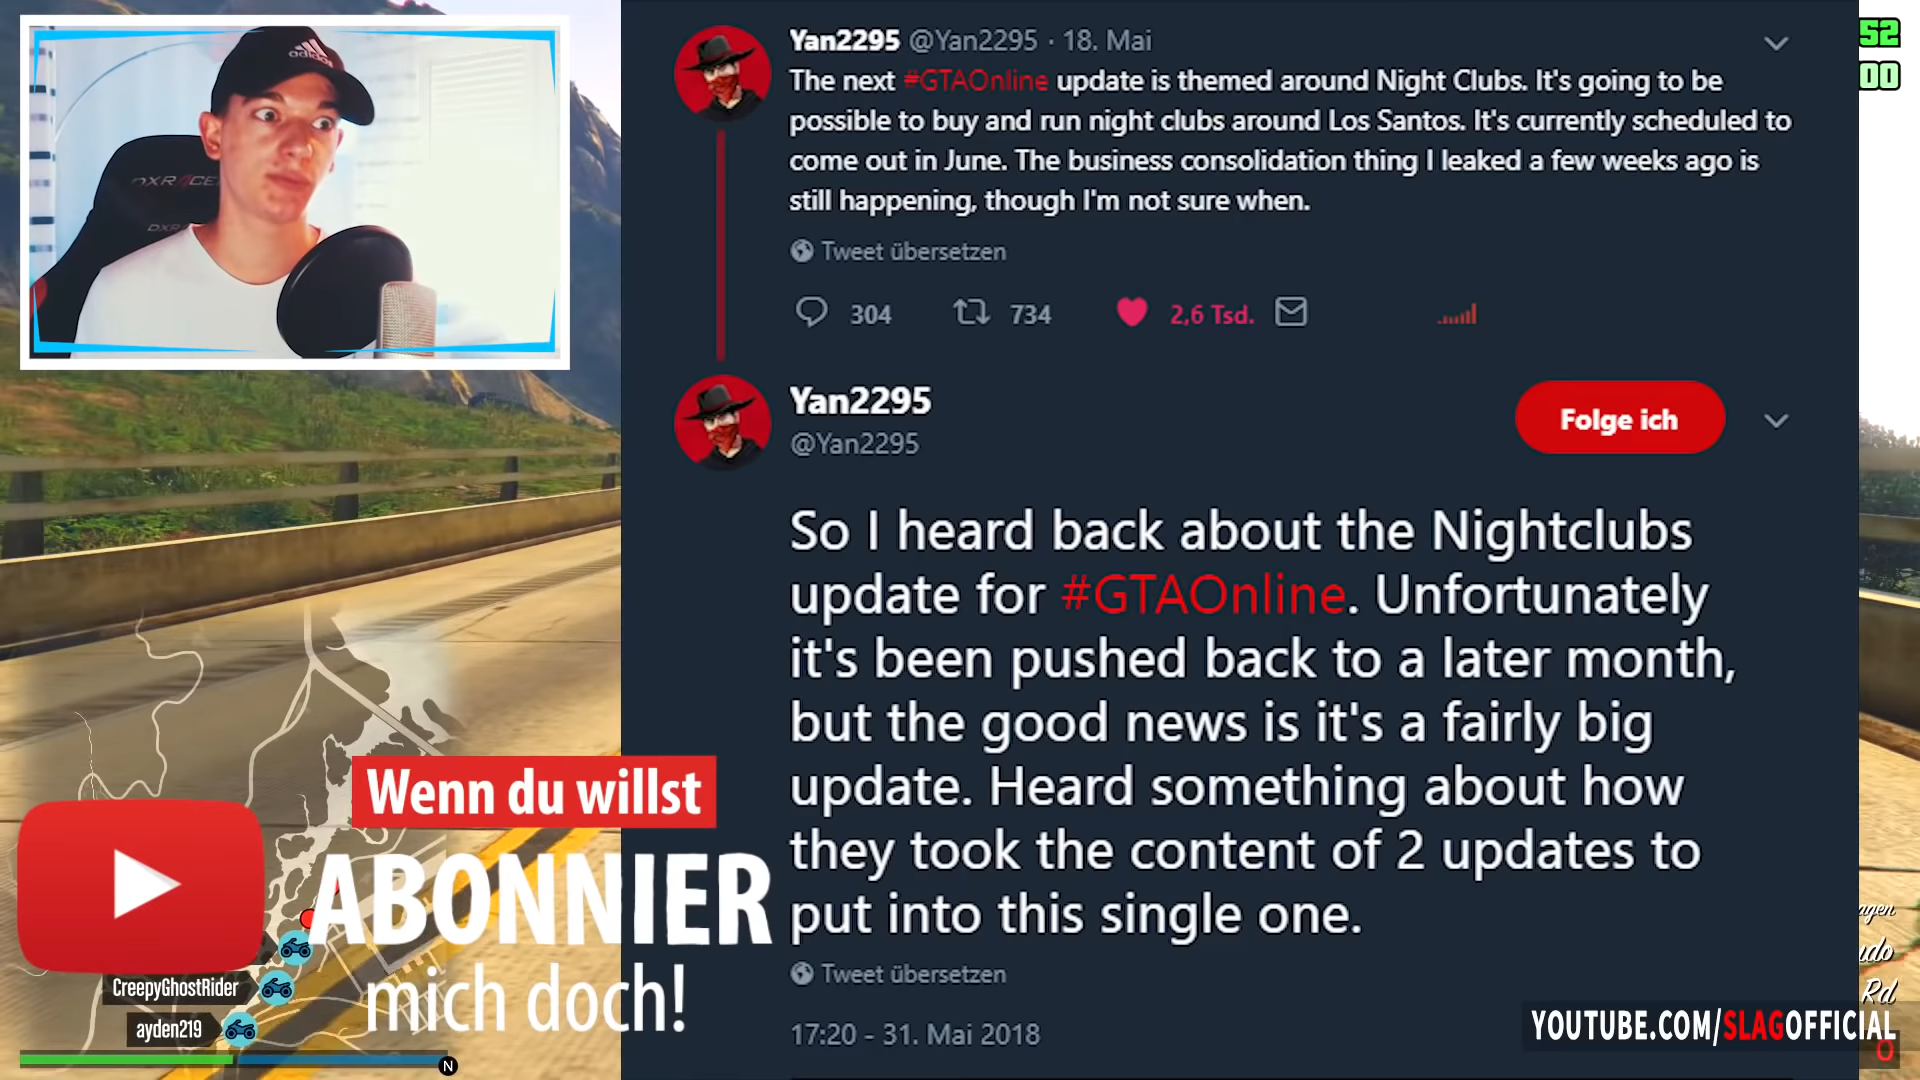 adidas
DXRACER
DXR
Yan2295 @Yan2295 · 18. Mai
The next #GTAOnline update is themed around Night Clubs. It's going to be
possible to buy and run night clubs around Los Santos. It's currently scheduled to
come out in June. The business consolidation thing I leaked a few weeks ago is
still happening, though I'm not sure when.
Tweet übersetzen
304 734 2,6 Tsd.
52
00
Yan2295
@Yan2295
Folge ich
So I heard back about the Nightclubs
update for #GTAOnline. Unfortunately
it's been pushed back to a later month,
but the good news is it's a fairly big
update. Heard something about how
they took the content of 2 updates to
put into this single one.
Tweet übersetzen
17:20 - 31. Mai 2018
Wenn du willst
ABONNIER
mich doch!
CreepyGhostRider
ayden219
N
Rd
YOUTUBE.COM/SLAGOFFICIAL